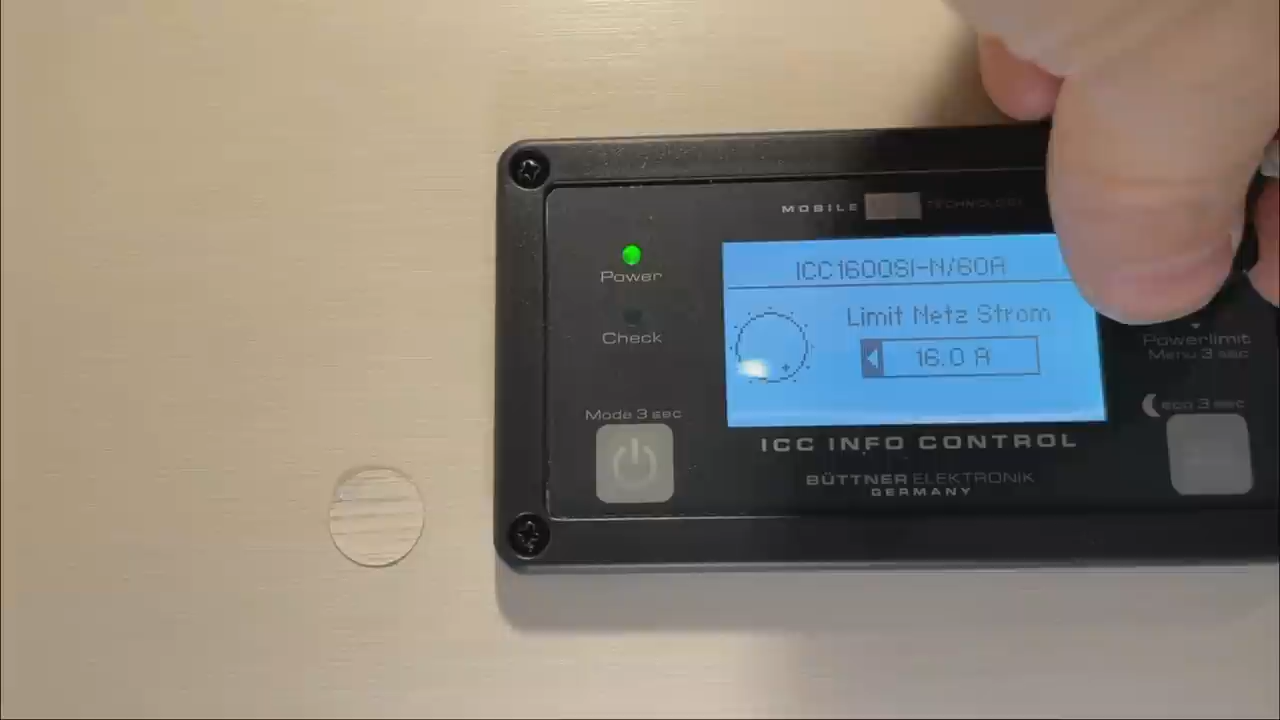 MOBILE TECHNOLOGY
ICC1600SI-N/60A
Power
Limit Netz Strom
Check
16.0 A
Powerlimit
Menu 3 sec
Mode 3 sec
eco 3 sec
ICC INFO CONTROL
BÜTTNER ELEKTRONIK
GERMANY